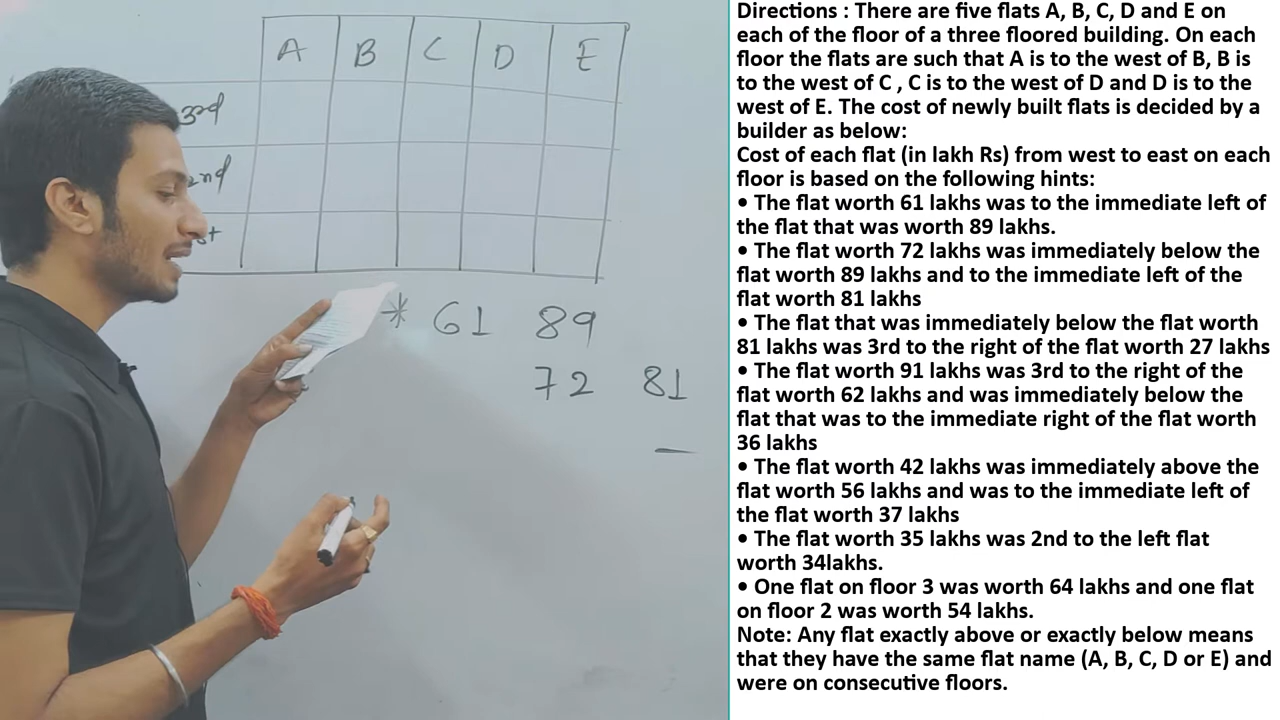 A B C D E
3rd
2nd
st
* 61 89
72 81
Directions : There are five flats A, B, C, D and E on
each of the floor of a three floored building. On each
floor the flats are such that A is to the west of B, B is
to the west of C , C is to the west of D and D is to the
west of E. The cost of newly built flats is decided by a
builder as below:
Cost of each flat (in lakh Rs) from west to east on each
floor is based on the following hints:
• The flat worth 61 lakhs was to the immediate left of
the flat that was worth 89 lakhs.
• The flat worth 72 lakhs was immediately below the
flat worth 89 lakhs and to the immediate left of the
flat worth 81 lakhs
• The flat that was immediately below the flat worth
81 lakhs was 3rd to the right of the flat worth 27 lakhs
• The flat worth 91 lakhs was 3rd to the right of the
flat worth 62 lakhs and was immediately below the
flat that was to the immediate right of the flat worth
36 lakhs
• The flat worth 42 lakhs was immediately above the
flat worth 56 lakhs and was to the immediate left of
the flat worth 37 lakhs
• The flat worth 35 lakhs was 2nd to the left flat
worth 34lakhs.
• One flat on floor 3 was worth 64 lakhs and one flat
on floor 2 was worth 54 lakhs.
Note: Any flat exactly above or exactly below means
that they have the same flat name (A, B, C, D or E) and
were on consecutive floors.